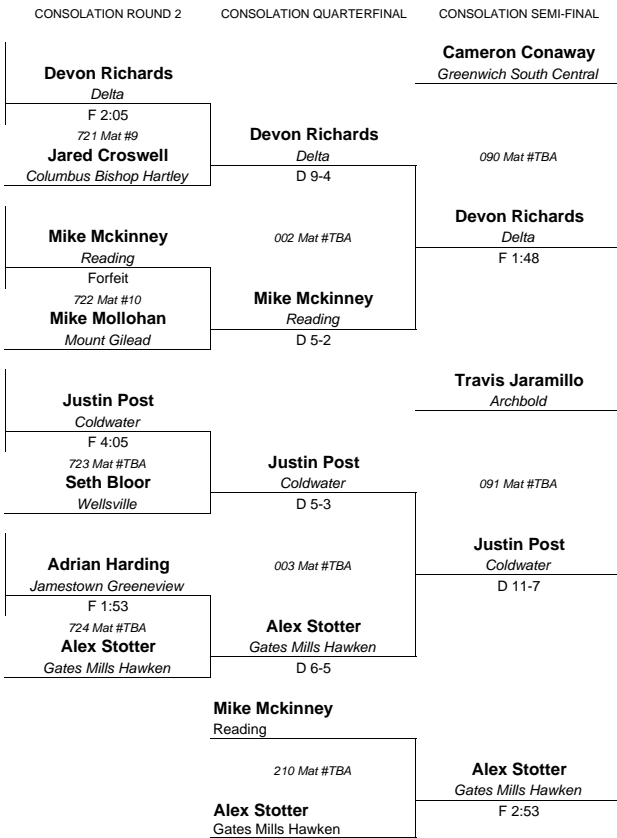 CONSOLATION ROUND 2
CONSOLATION QUARTERFINAL
CONSOLATION SEMI-FINAL
Devon Richards
Delta
F 2:05
721 Mat #9
Jared Croswell
Columbus Bishop Hartley
Mike Mckinney
Reading
Forfeit
722 Mat #10
Mike Mollohan
Mount Gilead
Justin Post
Coldwater
F 4:05
723 Mat #TBA
Seth Bloor
Wellsville
Adrian Harding
Jamestown Greeneview
F 1:53
724 Mat #TBA
Alex Stotter
Gates Mills Hawken
Devon Richards
Delta
D 9-4
002 Mat #TBA
Mike Mckinney
Reading
D 5-2
Justin Post
Coldwater
D 5-3
003 Mat #TBA
Alex Stotter
Gates Mills Hawken
D 6-5
Cameron Conaway
Greenwich South Central
090 Mat #TBA
Devon Richards
Delta
F 1:48
Travis Jaramillo
Archbold
091 Mat #TBA
Justin Post
Coldwater
D 11-7
Mike Mckinney
Reading
210 Mat #TBA
Alex Stotter
Gates Mills Hawken
Alex Stotter
Gates Mills Hawken
F 2:53